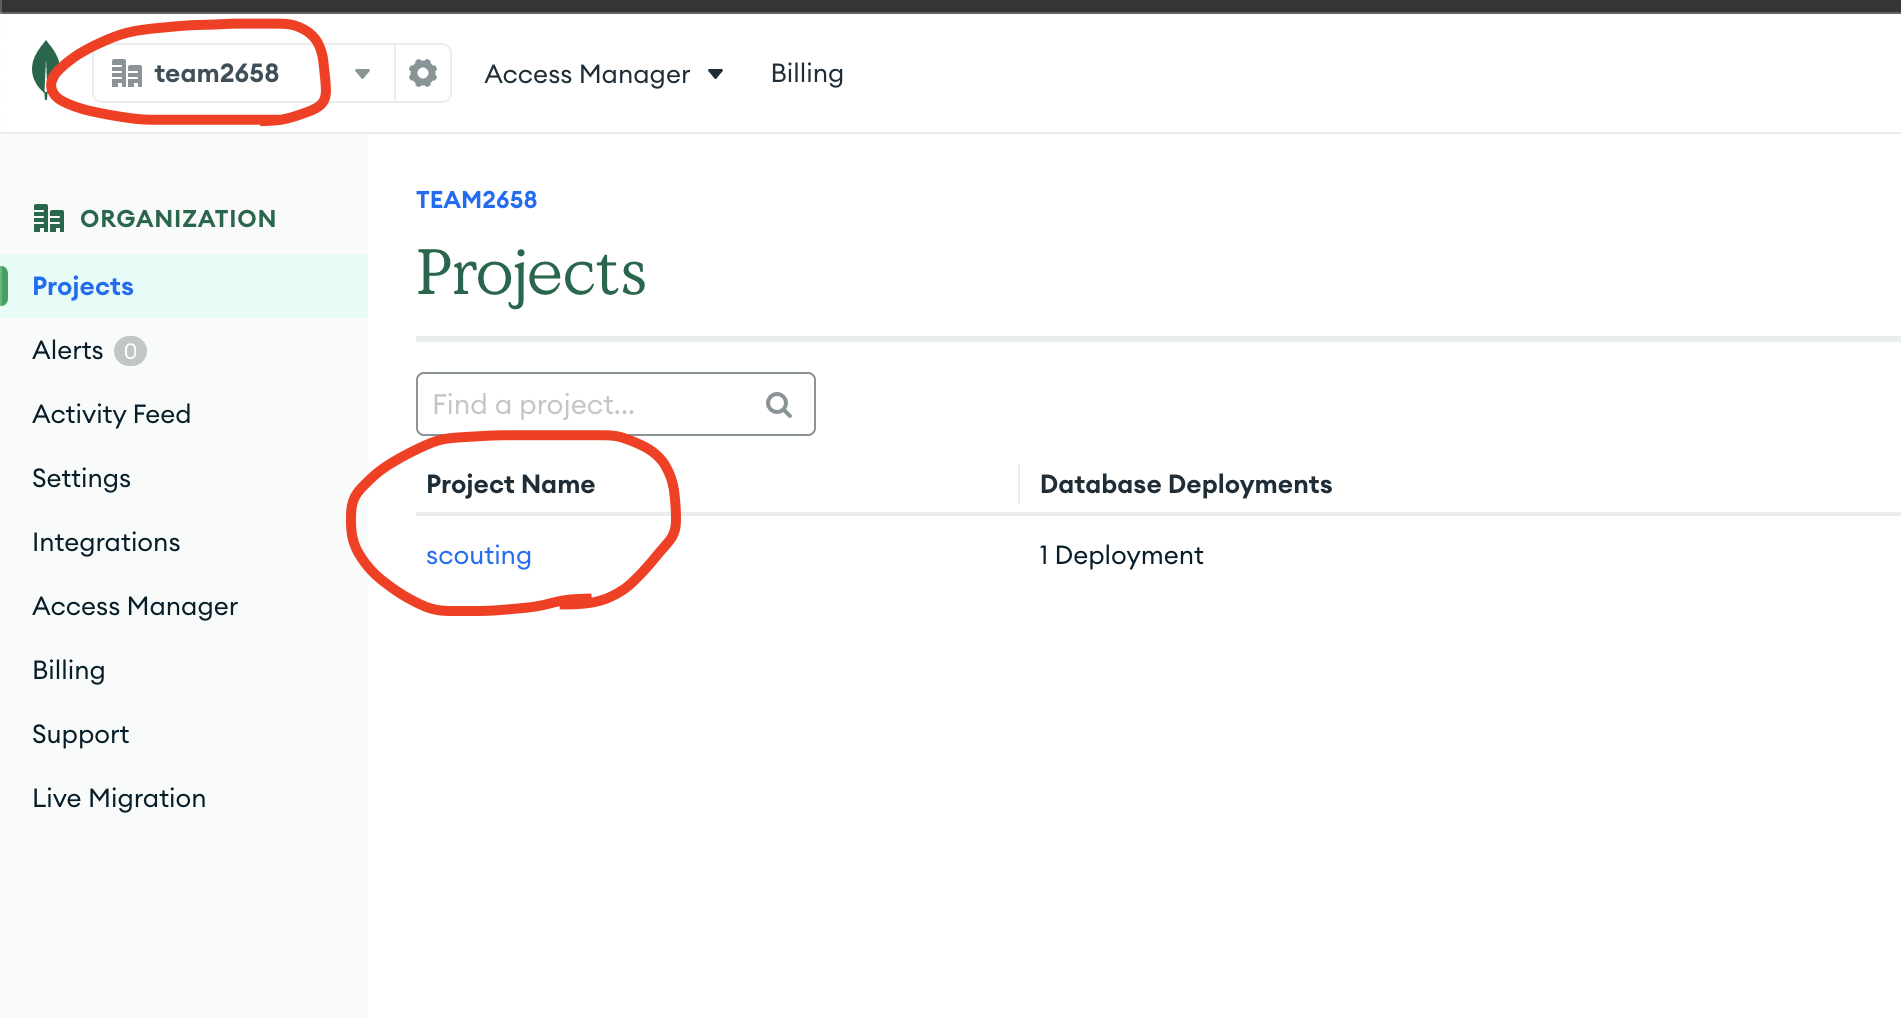 team2658
Access Manager
Billing
ORGANIZATION
Projects
Alerts 0
Activity Feed
Settings
Integrations
Access Manager
Billing
Support
Live Migration
TEAM2658
Projects
Find a project...
Project Name
Database Deployments
scouting
1 Deployment